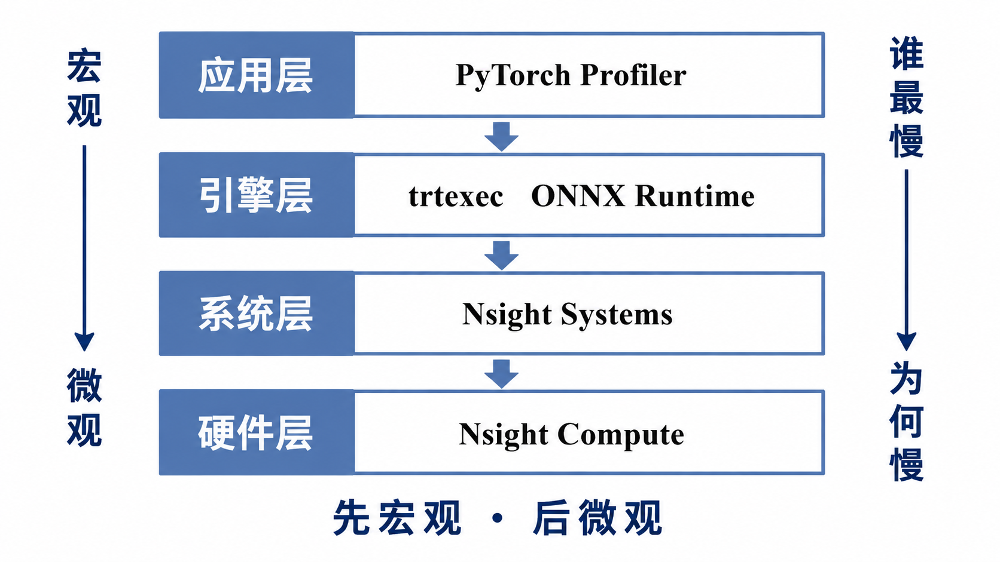 宏观
微观
应用层
PyTorch Profiler
引擎层
trtexec ONNX Runtime
系统层
Nsight Systems
硬件层
Nsight Compute
谁最慢
为何慢
先宏观·后微观